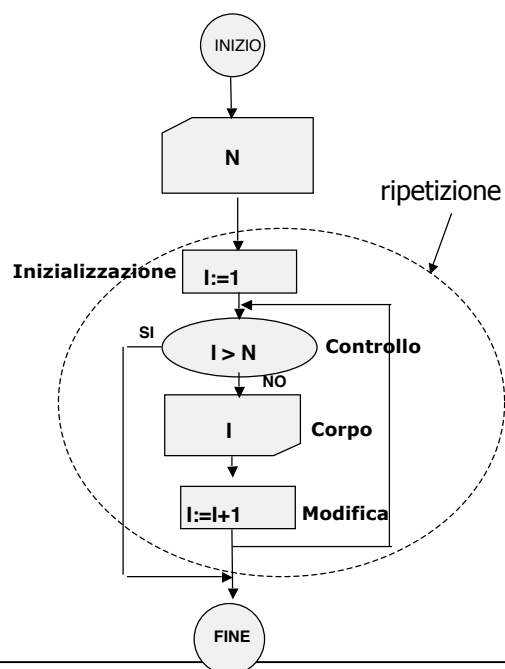 INIZIO
N
ripetizione
Inizializzazione
I:=1
SI
I > N
Controllo
NO
I
Corpo
I:=I+1
Modifica
FINE